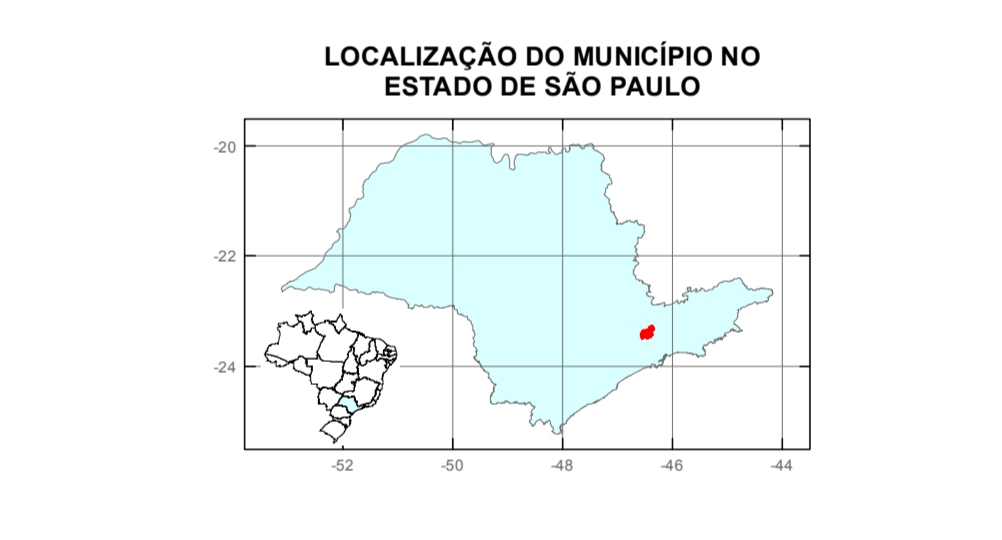 LOCALIZAÇÃO DO MUNICÍPIO NO
ESTADO DE SÃO PAULO
-20
-22
-24
-52 -50 -48 -46 -44